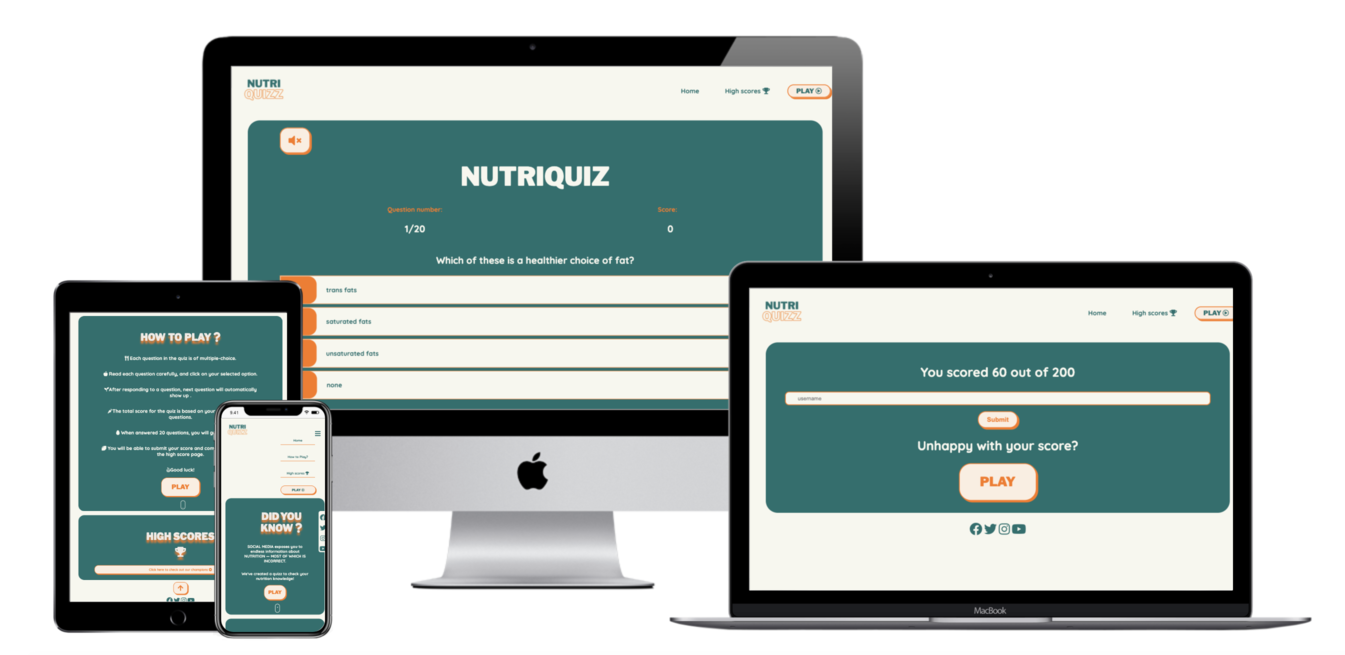 NUTRI
QUIZZ
Home
High scores
PLAY
NUTRIQUIZ
Question number:
Score:
1/20
0
Which of these is a healthier choice of fat?
trans fats
saturated fats
unsaturated fats
none
HOW TO PLAY ?
Each question in the quiz is of multiple-choice.
Read each question carefully, and click on your selected option.
After responding to a question, next question will automatically
show up .
The total score for the quiz is based on your
questions.
When answered 20 questions, you will g
You will be able to submit your score and com
the high score page.
Good luck!
PLAY
HIGH SCORES
9:41
NUTRI
QUIZZ
Home
How to Play?
High scores
PLAY
DID YOU
KNOW ?
SOCIAL MEDIA exposes you to
endless information about
NUTRITION — MOST OF WHICH IS
INCORRECT.
We've created a quizz to check your
nutrition knowledge!
PLAY
NUTRI
QUIZZ
Home
High scores
PLAY
You scored 60 out of 200
username
Submit
Unhappy with your score?
PLAY
MacBook